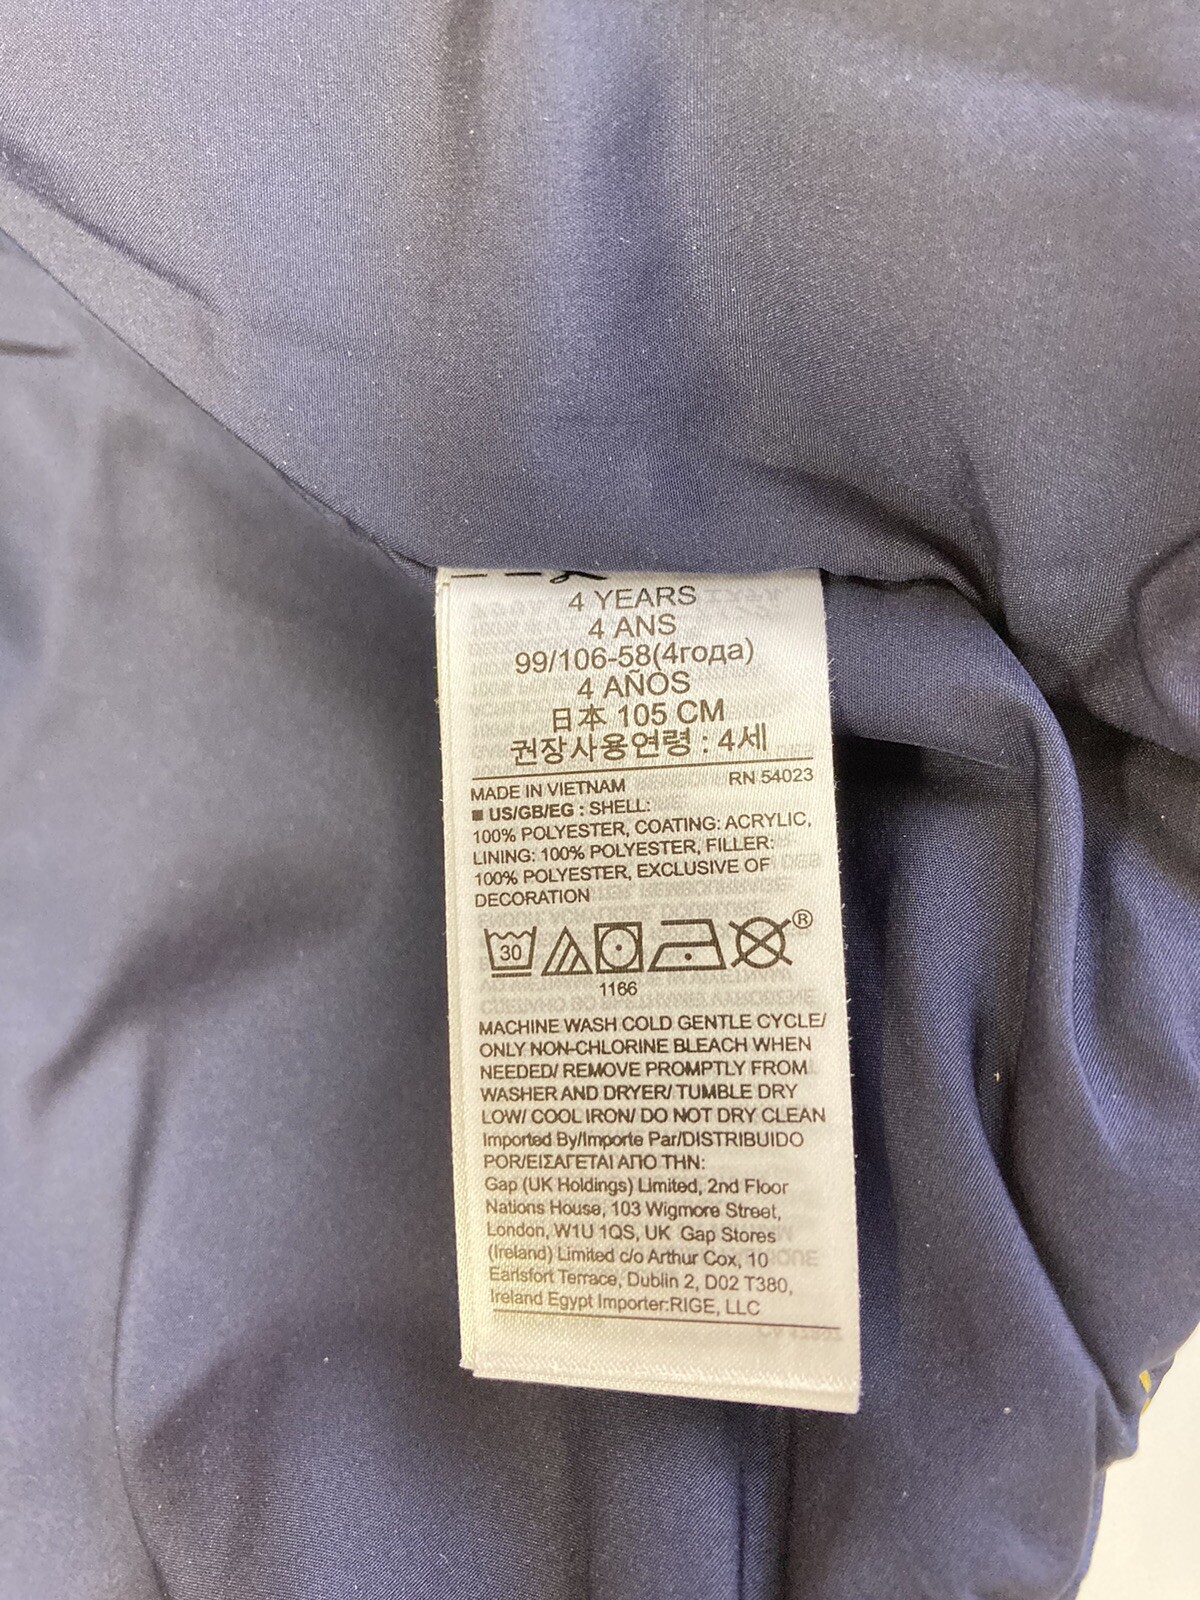 4 YEARS
4 ANS
99/106-58(4года)
4 AÑOS
日本 105 CM
권장사용연령 : 4세
MADE IN VIETNAM RN 54023
■ US/GB/EG : SHELL:
100% POLYESTER, COATING: ACRYLIC,
LINING: 100% POLYESTER, FILLER:
100% POLYESTER, EXCLUSIVE OF
DECORATION
30 ®
1166
MACHINE WASH COLD GENTLE CYCLE/
ONLY NON-CHLORINE BLEACH WHEN
NEEDED/ REMOVE PROMPTLY FROM
WASHER AND DRYER/ TUMBLE DRY
LOW/ COOL IRON/ DO NOT DRY CLEAN
Imported By/Importe Par/DISTRIBUIDO
POR/ΕΙΣΑΓΕΤΑΙ ΑΠΟ ΤΗΝ:
Gap (UK Holdings) Limited, 2nd Floor
Nations House, 103 Wigmore Street,
London, W1U 1QS, UK Gap Stores
(Ireland) Limited c/o Arthur Cox, 10
Earlsfort Terrace, Dublin 2, D02 T380,
Ireland Egypt Importer:RIGE, LLC